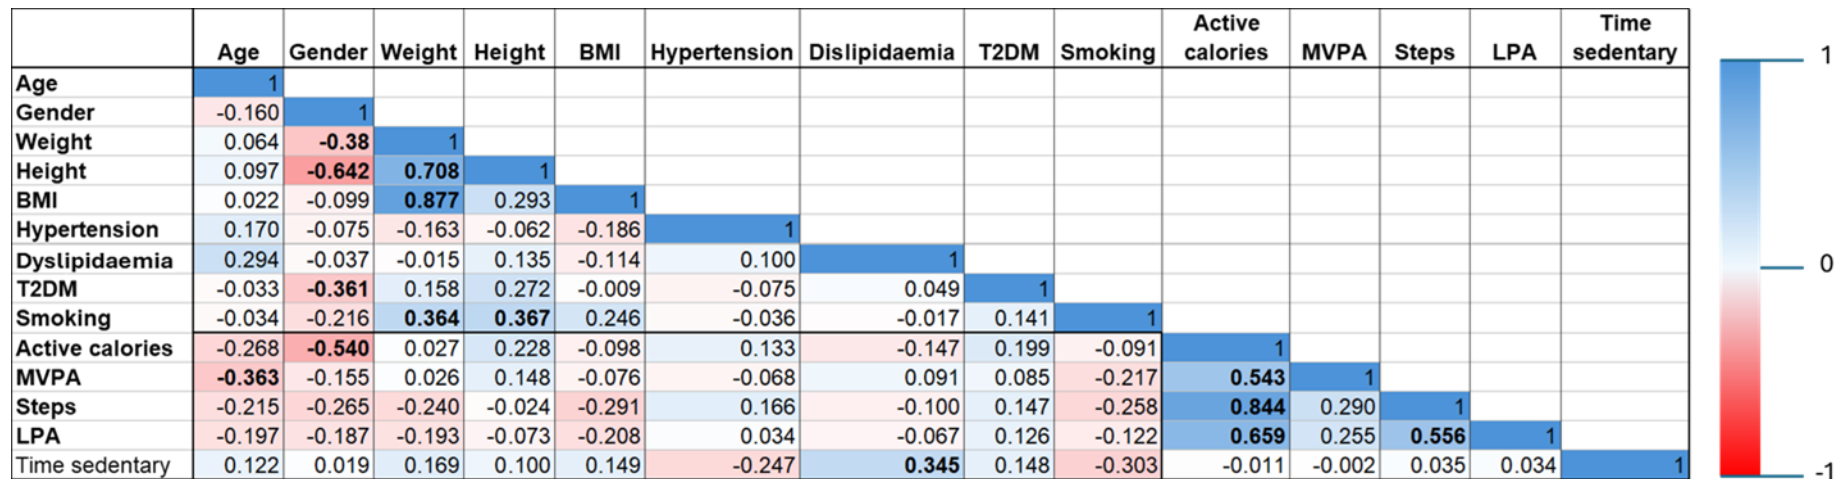 Age Gender Weight Height BMI Hypertension Dislipidaemia T2DM Smoking Active calories MVPA Steps LPA Time sedentary
Age 1
Gender -0.160 1
Weight 0.064 -0.38 1
Height 0.097 -0.642 0.708 1
BMI 0.022 -0.099 0.877 0.293 1
Hypertension 0.170 -0.075 -0.163 -0.062 -0.186 1
Dyslipidaemia 0.294 -0.037 -0.015 0.135 -0.114 0.100 1
T2DM -0.033 -0.361 0.158 0.272 -0.009 -0.075 0.049 1
Smoking -0.034 -0.216 0.364 0.367 0.246 -0.036 -0.017 0.141 1
Active calories -0.268 -0.540 0.027 0.228 -0.098 0.133 -0.147 0.199 -0.091 1
MVPA -0.363 -0.155 0.026 0.148 -0.076 -0.068 0.091 0.085 -0.217 0.543 1
Steps -0.215 -0.265 -0.240 -0.024 -0.291 0.166 -0.100 0.147 -0.258 0.844 0.290 1
LPA -0.197 -0.187 -0.193 -0.073 -0.208 0.034 -0.067 0.126 -0.122 0.659 0.255 0.556 1
Time sedentary 0.122 0.019 0.169 0.100 0.149 -0.247 0.345 0.148 -0.303 -0.011 -0.002 0.035 0.034 1
1
0
-1